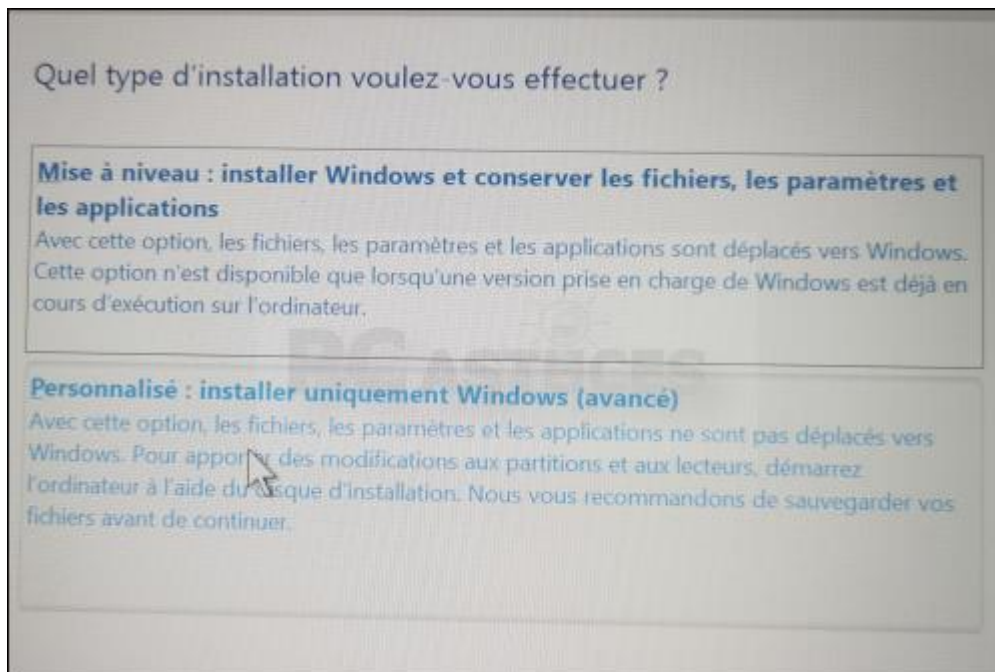 Quel type d'installation voulez-vous effectuer ?
Mise à niveau : installer Windows et conserver les fichiers, les paramètres et
les applications
Avec cette option, les fichiers, les paramètres et les applications sont déplacés vers Windows.
Cette option n'est disponible que lorsqu'une version prise en charge de Windows est déjà en
cours d'exécution sur l'ordinateur.
PC ASTUCES
Personnalisé : installer uniquement Windows (avancé)
Avec cette option, les fichiers, les paramètres et les applications ne sont pas déplacés vers
Windows. Pour apporter des modifications aux partitions et aux lecteurs, démarrez
l'ordinateur à l'aide du disque d'installation. Nous vous recommandons de sauvegarder vos
fichiers avant de continuer.